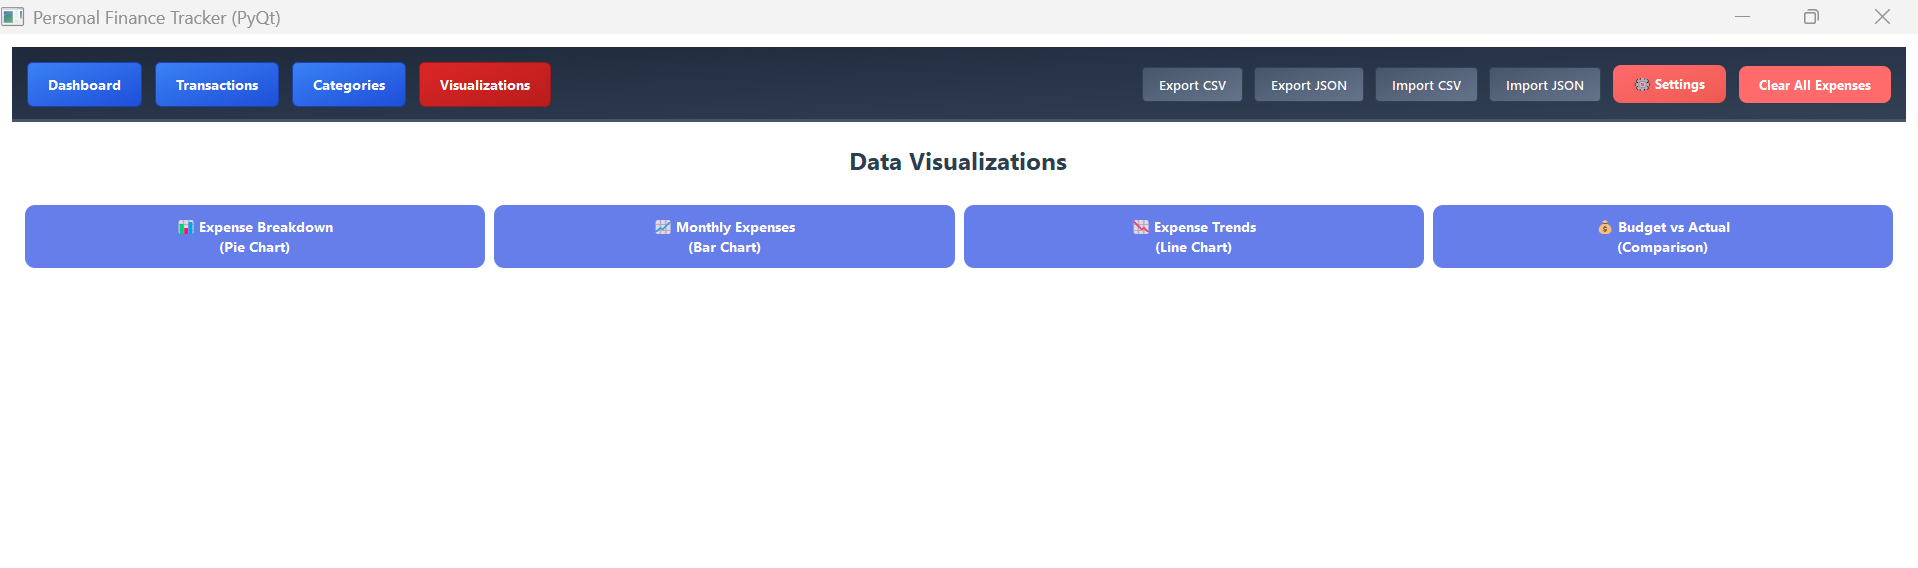 Personal Finance Tracker (PyQt)
Dashboard Transactions Categories Visualizations Export CSV Export JSON Import CSV Import JSON Settings Clear All Expenses
Data Visualizations
Expense Breakdown
(Pie Chart)
Monthly Expenses
(Bar Chart)
Expense Trends
(Line Chart)
Budget vs Actual
(Comparison)